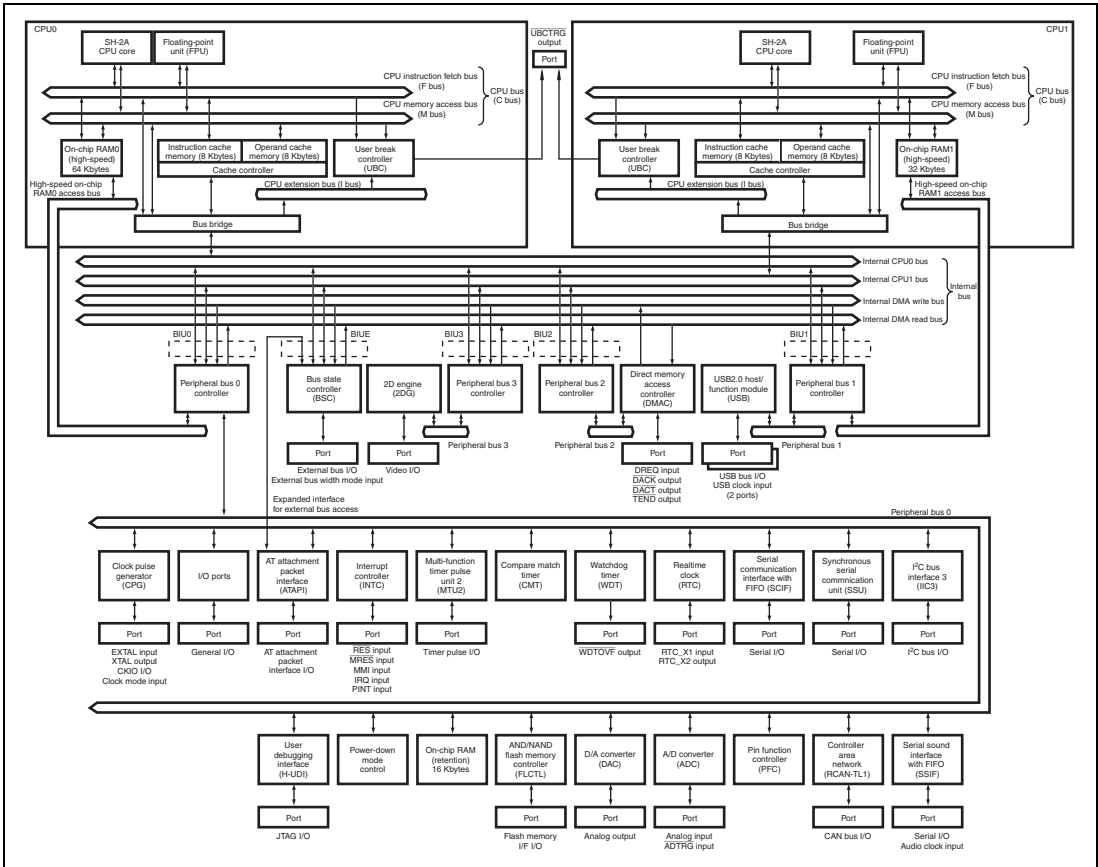 CPU0
SH-2A
CPU core
Floating-point
unit (FPU)
CPU instruction fetch bus
(F bus)
CPU memory access bus
(M bus)
CPU bus
(C bus)
On-chip RAM0
(high-speed)
64 Kbytes
Instruction cache
memory (8 Kbytes)
Operand cache
memory (8 Kbytes)
Cache controller
User break
controller
(UBC)
High-speed on-chip
RAM0 access bus
CPU extension bus (I bus)
Bus bridge
UBCTRG
output
Port
CPU1
SH-2A
CPU core
Floating-point
unit (FPU)
CPU instruction fetch bus
(F bus)
CPU memory access bus
(M bus)
CPU bus
(C bus)
User break
controller
(UBC)
Instruction cache
memory (8 Kbytes)
Operand cache
memory (8 Kbytes)
Cache controller
On-chip RAM1
(high-speed)
32 Kbytes
CPU extension bus (I bus)
High-speed on-chip
RAM1 access bus
Bus bridge
Internal CPU0 bus
Internal CPU1 bus
Internal DMA write bus
Internal DMA read bus
Internal
bus
BIU0
BIUE
BIU3
BIU2
BIU1
Peripheral bus 0
controller
Bus state
controller
(BSC)
2D engine
(2DG)
Peripheral bus 3
controller
Peripheral bus 2
controller
Direct memory
access
controller
(DMAC)
USB2.0 host/
function module
(USB)
Peripheral bus 1
controller
Peripheral bus 3
Peripheral bus 2
Peripheral bus 1
Port
Port
Port
Port
External bus I/O
External bus width mode input
Video I/O
DREQ input
DACK output
DACT output
TEND output
USB bus I/O
USB clock input
(2 ports)
Expanded interface
for external bus access
Peripheral bus 0
Clock pulse
generator
(CPG)
I/O ports
AT attachment
packet
interface
(ATAPI)
Interrupt
controller
(INTC)
Multi-function
timer pulse
unit 2
(MTU2)
Compare match
timer
(CMT)
Watchdog
timer
(WDT)
Realtime
clock
(RTC)
Serial
communication
interface with
FIFO (SCIF)
Synchronous
serial
commnication
unit (SSU)
I²C bus
interface 3
(IIC3)
Port
Port
Port
Port
Port
Port
Port
Port
Port
Port
EXTAL input
XTAL output
CKIO I/O
Clock mode input
General I/O
AT attachment
packet
interface I/O
RES input
MRES input
MMI input
IRQ input
PINT input
Timer pulse I/O
WDTOVF output
RTC_X1 input
RTC_X2 output
Serial I/O
Serial I/O
I²C bus I/O
User
debugging
interface
(H-UDI)
Power-down
mode
control
On-chip RAM
(retention)
16 Kbytes
AND/NAND
flash memory
controller
(FLCTL)
D/A converter
(DAC)
A/D converter
(ADC)
Pin function
controller
(PFC)
Controller
area
network
(RCAN-TL1)
Serial sound
interface
with FIFO
(SSIF)
Port
Port
Port
Port
Port
Port
JTAG I/O
Flash memory
I/F I/O
Analog output
Analog input
ADTRG input
CAN bus I/O
Serial I/O
Audio clock input